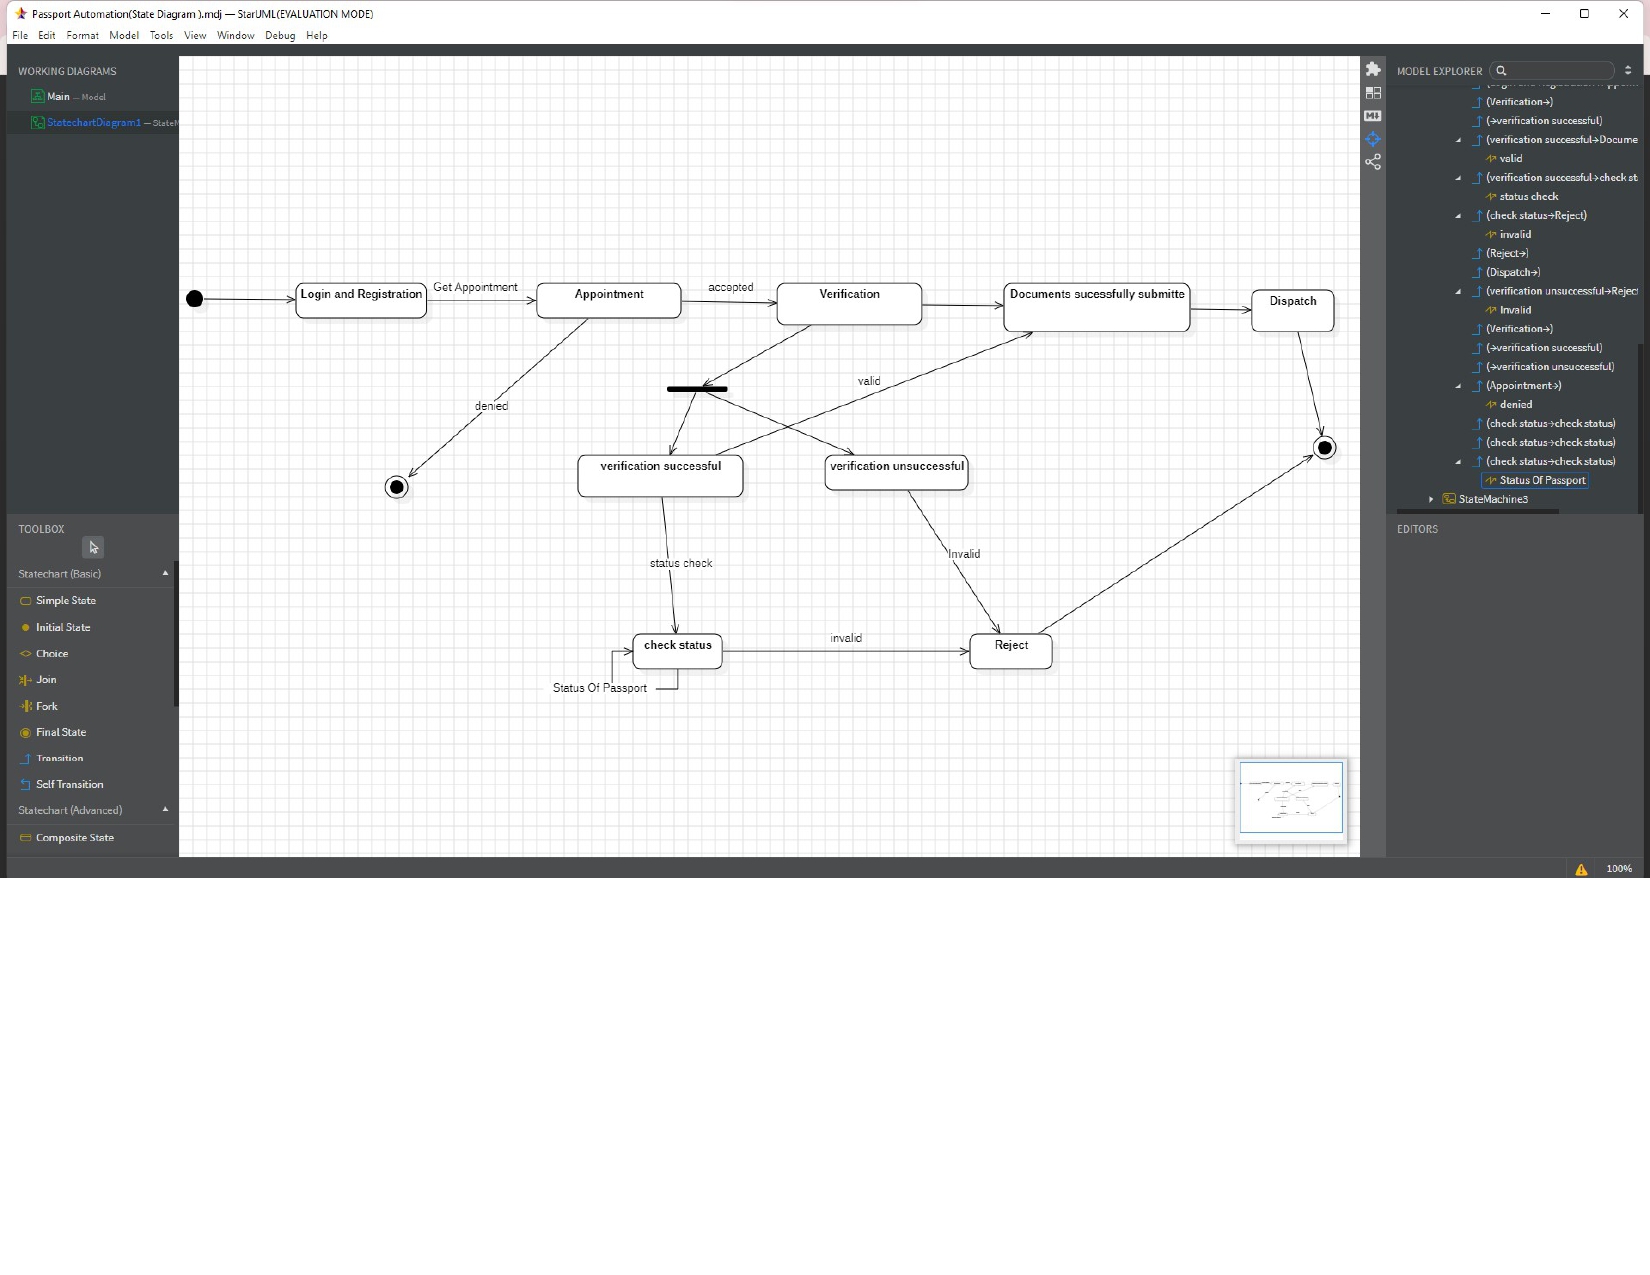 Passport Automation(State Diagram ).mdj — StarUML(EVALUATION MODE)
File Edit Format Model Tools View Window Debug Help
WORKING DIAGRAMS
Main — Model
StatechartDiagram1 — StateM
TOOLBOX
Statechart (Basic)
Simple State
Initial State
Choice
Join
Fork
Final State
Transition
Self Transition
Statechart (Advanced)
Composite State
Login and Registration
Get Appointment
Appointment
accepted
Verification
Documents sucessfully submitte
Dispatch
denied
valid
verification successful
verification unsuccessful
status check
Invalid
check status
invalid
Reject
Status Of Passport
MODEL EXPLORER
(Verification→)
(→verification successful)
(verification successful→Docume
valid
(verification successful→check st
status check
(check status→Reject)
invalid
(Reject→)
(Dispatch→)
(verification unsuccessful→Reject
Invalid
(Verification→)
(→verification successful)
(→verification unsuccessful)
(Appointment→)
denied
(check status→check status)
(check status→check status)
(check status→check status)
Status Of Passport
StateMachine3
EDITORS
100%